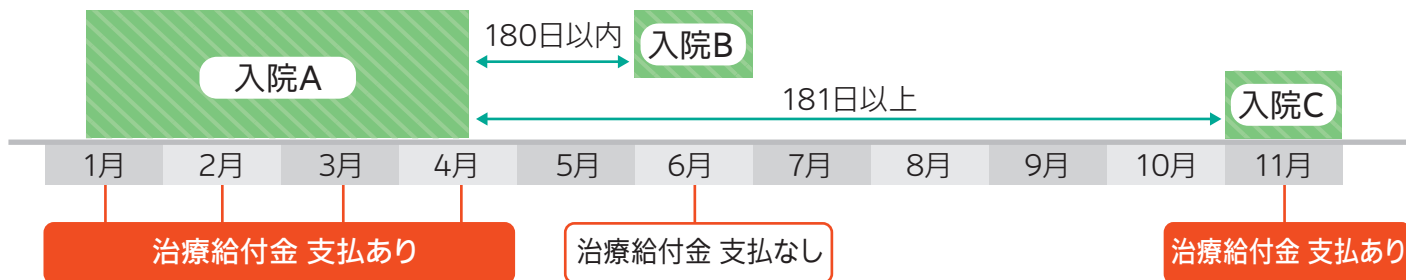 180日以内
入院B
入院A
181日以上
入院C
1月 2月 3月 4月 5月 6月 7月 8月 9月 10月 11月
治療給付金 支払あり 治療給付金 支払なし 治療給付金 支払あり